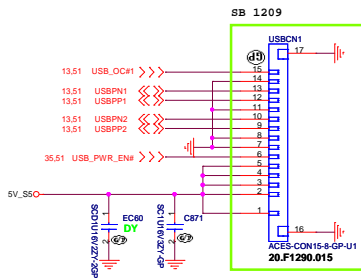 SB 1209
USBCN1
GP
17
13,51 USB_OC#1
15
14
13,51 USBPN1
13
13,51 USBPP1
12
11
13,51 USBPN2
10
13,51 USBPP2
9
8
7
35,51 USB_PWR_EN#
6
5
4
3
5V_S5
2
1
EC60
DY
C871
16
ACES-CON15-8-GP-U1
20.F1290.015